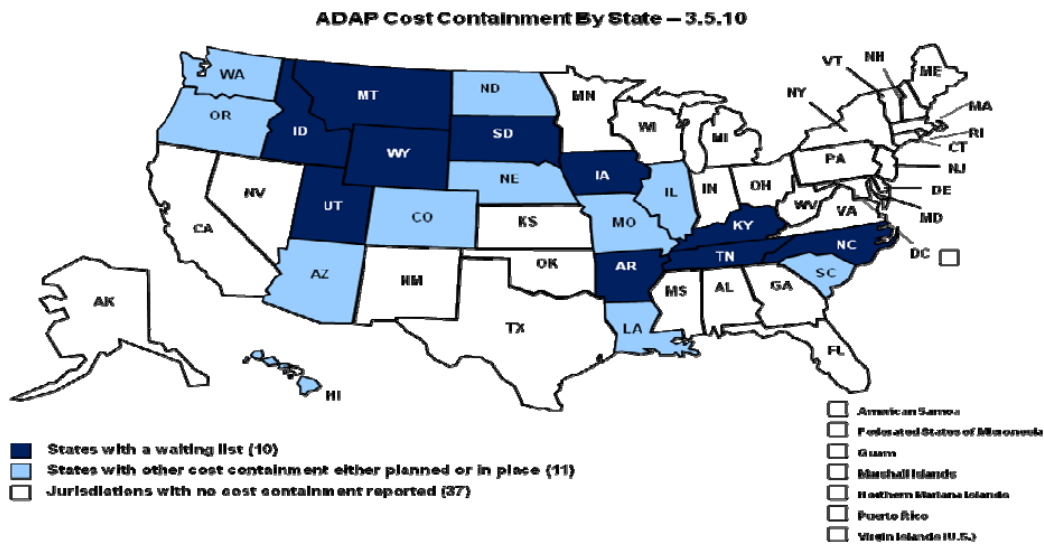 ADAP Cost Containment By State – 3.5.10
WA
MT
ND
MN
VT
NH
ME
OR
ID
SD
WI
MI
NY
MA
WY
RI
CT
IA
NE
PA
NJ
NV
UT
IL
IN
OH
DE
CO
WV
MD
CA
KS
MO
KY
VA
DC
NC
TN
AZ
OK
AR
SC
NM
MS
AL
GA
AK
TX
LA
FL
HI
States with a waiting list (10)
States with other cost containment either planned or in place (11)
Jurisdictions with no cost containment reported (37)
American Samoa
Federated States of Micronesia
Guam
Marshall Islands
Northern Mariana Islands
Puerto Rico
Virgin Islands (U.S.)